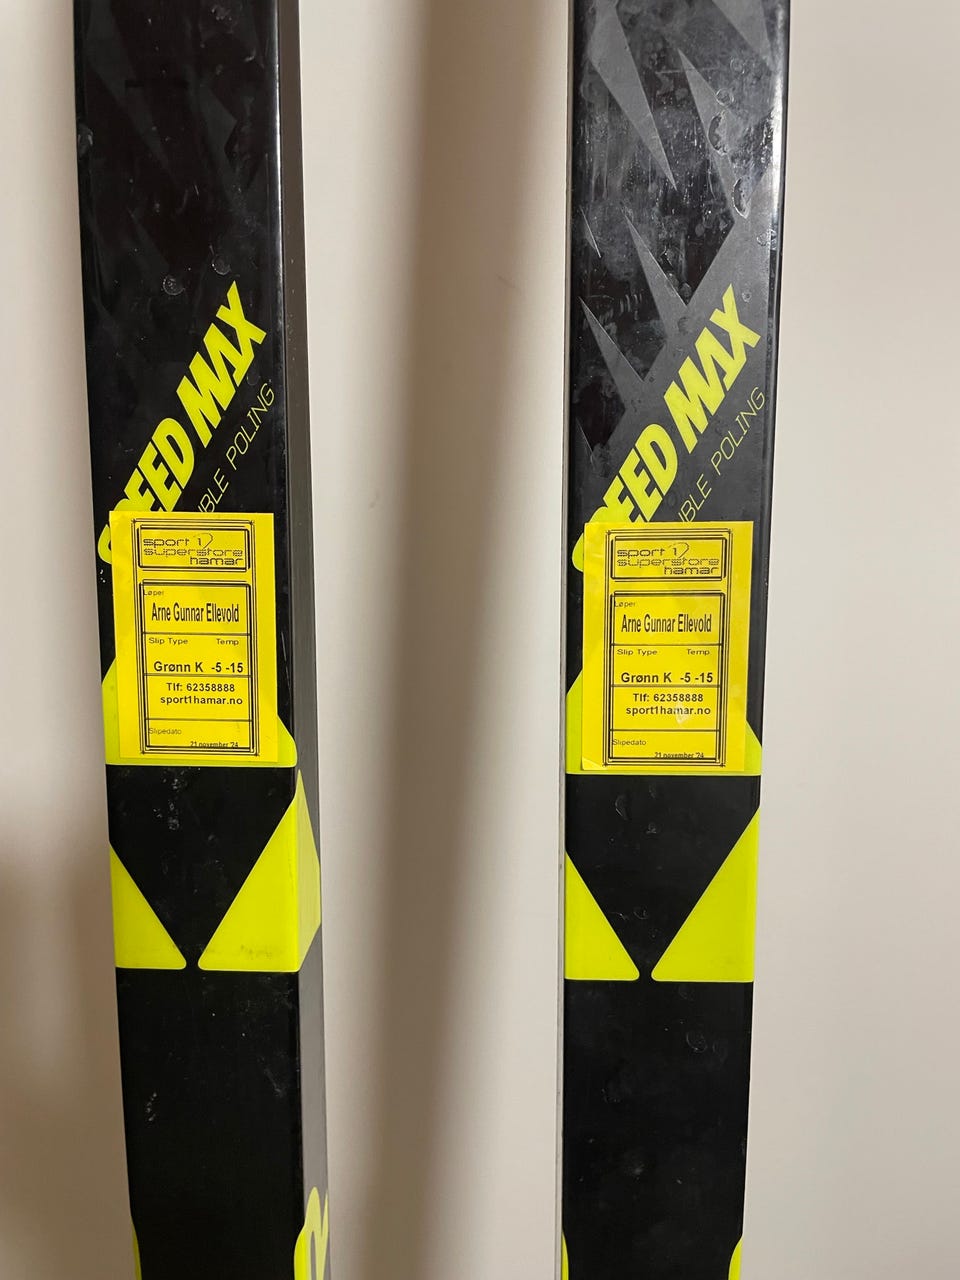 SPEED MAX
DOUBLE POLING
sport 1
superstore
hamar
Løper
Arne Gunnar Ellevold
Slip Type Temp
Grønn K -5 -15
Tlf: 62358888
sport1hamar.no
Slipedato
21 november '24
SPEED MAX
DOUBLE POLING
sport 1
superstore
hamar
Løper
Arne Gunnar Ellevold
Slip Type Temp
Grønn K -5 -15
Tlf: 62358888
sport1hamar.no
Slipedato
21 november '24